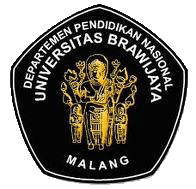 DEPARTEMEN PENDIDIKAN NASIONAL
UNIVERSITAS BRAWIJAYA
MALANG